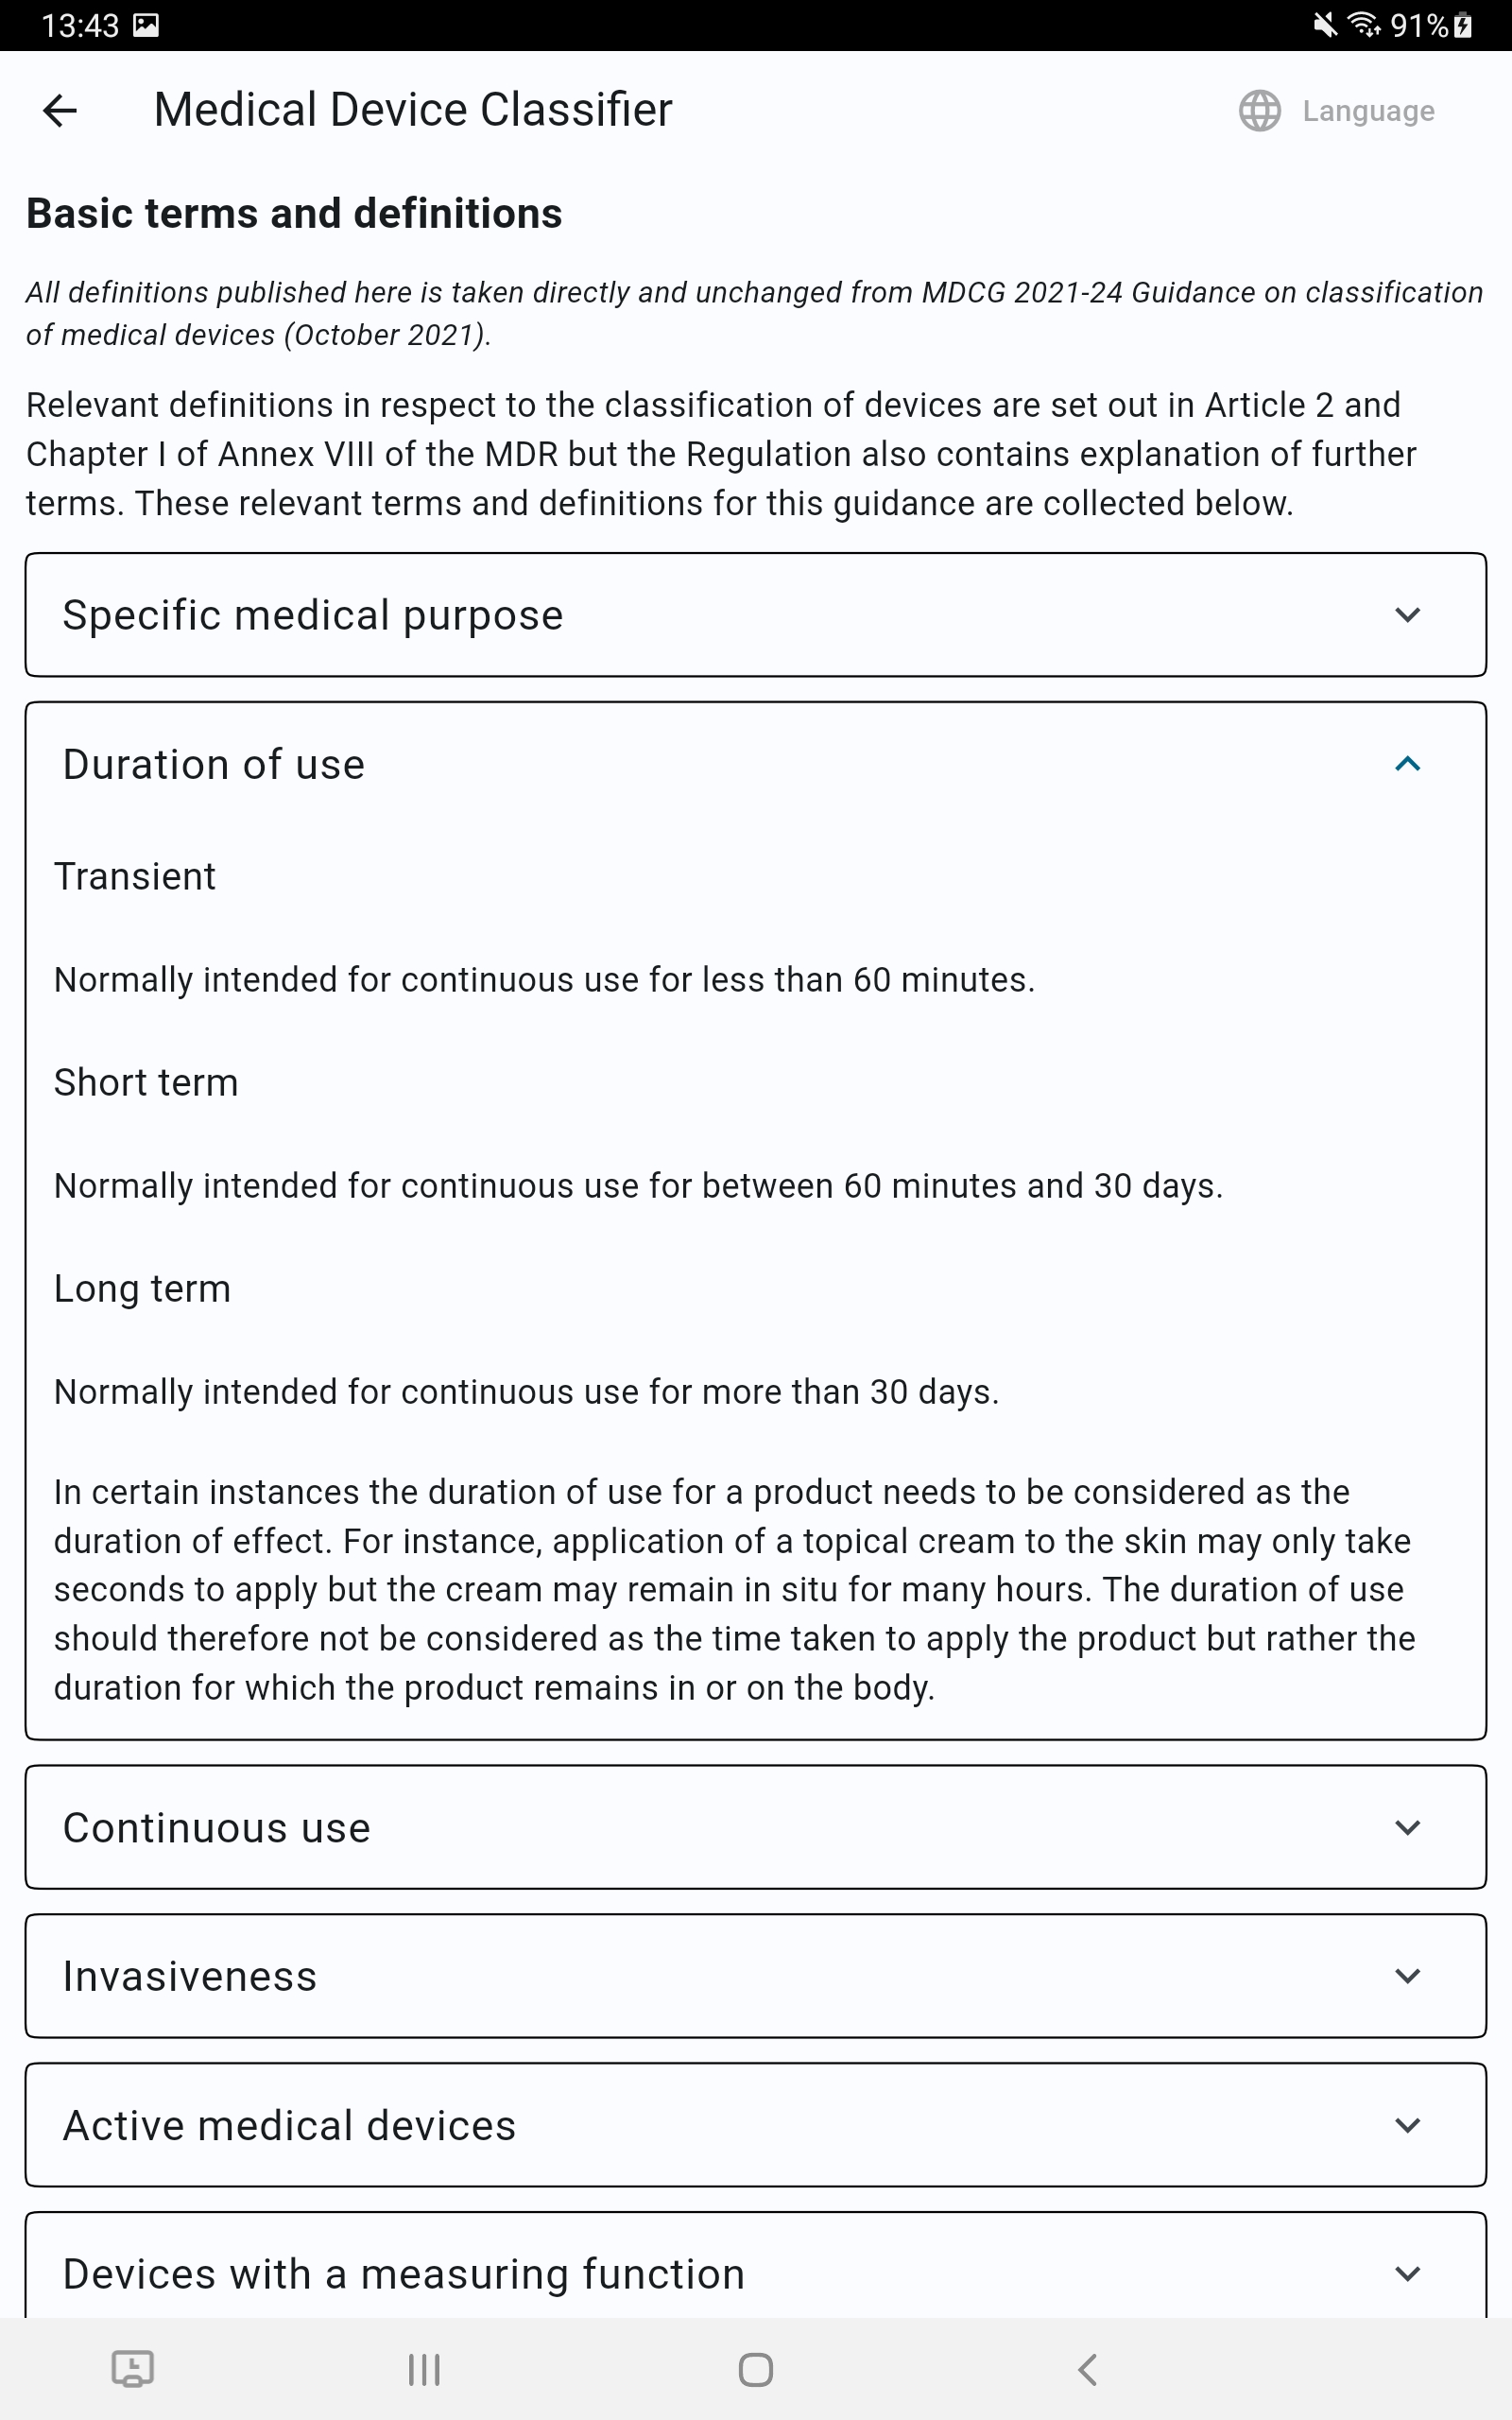 13:43
91%
Medical Device Classifier
Language
Basic terms and definitions
All definitions published here is taken directly and unchanged from MDCG 2021-24 Guidance on classification
of medical devices (October 2021).
Relevant definitions in respect to the classification of devices are set out in Article 2 and
Chapter I of Annex VIII of the MDR but the Regulation also contains explanation of further
terms. These relevant terms and definitions for this guidance are collected below.
Specific medical purpose
Duration of use
Transient
Normally intended for continuous use for less than 60 minutes.
Short term
Normally intended for continuous use for between 60 minutes and 30 days.
Long term
Normally intended for continuous use for more than 30 days.
In certain instances the duration of use for a product needs to be considered as the
duration of effect. For instance, application of a topical cream to the skin may only take
seconds to apply but the cream may remain in situ for many hours. The duration of use
should therefore not be considered as the time taken to apply the product but rather the
duration for which the product remains in or on the body.
Continuous use
Invasiveness
Active medical devices
Devices with a measuring function